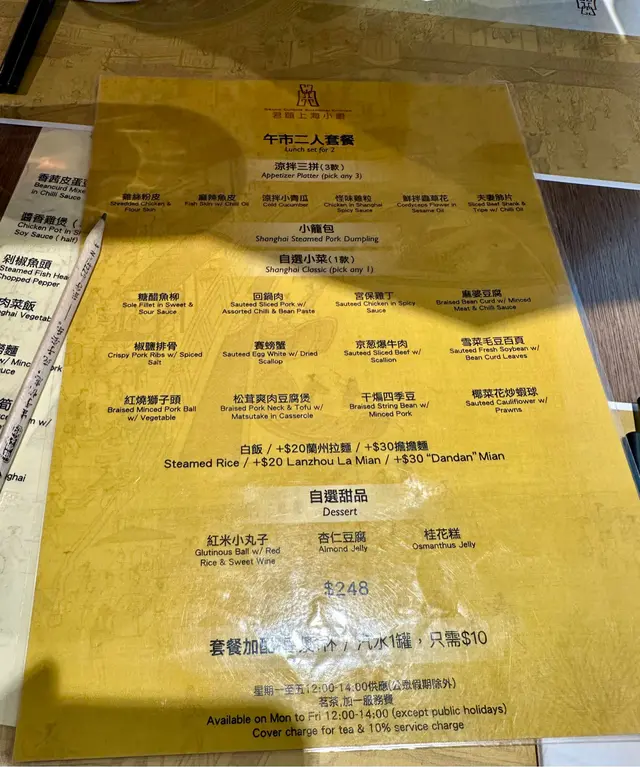 香茜皮蛋豆
Beancurd Mixe
in Chilli Sauce
醬香雞煲（
Chicken Pot in S
Soy Sauce ( half)
剁椒魚頭
Steamed Fish Hea
Chopped Pepper
肉菜飯
ghai Vegetab
撈麵
w/ Minc
Pork
筍
ghai
上海小
午市二人套餐
Lunch set for 2
涼拌三拼(3款)
Appetizer Platter (pick any 3)
雞絲粉皮 麻辣魚皮 涼拌小青瓜 怪味雞粒 鮮拌蟲草花 夫妻肺片
Shredded Chicken & Flour Skin Fish Skin w/ Chili Oil Cold Cucumber Chicken in Shanghai Spicy Sauce Cordyceps Flower in Sesame Oil Sliced Beef Shank & Tripe w/ Chilli Oil
小籠包
Shanghai Steamed Pork Dumpling
自選小菜(1款)
Shanghai Classic (pick any 1)
糖醋魚柳 回鍋肉 宮保雞丁 麻婆豆腐
Sole Fillet in Sweet & Sour Sauce Sauteed Sliced Pork w/ Assorted Chilli & Bean Paste Sauteed Chicken in Spicy Sauce Braised Bean Curd w/ Minced Meat & Chilli Sauce
椒鹽排骨 賽螃蟹 京葱爆牛肉 雪菜毛豆百頁
Crispy Pork Ribs w/ Spiced Salt Sauteed Egg White w/ Dried Scallop Sauteed Sliced Beef w/ Scallion Sauteed Fresh Soybean w/ Bean Curd Leaves
紅燒獅子頭 松茸爽肉豆腐煲 干煸四季豆 椰菜花炒蝦球
Braised Minced Pork Ball w/ Vegetable Braised Pork Neck & Tofu w/ Matsutake in Casserole Braised String Bean w/ Minced Pork Sauteed Cauliflower w/ Prawns
白飯 / +$20蘭州拉麵 / +$30擔擔麵
Steamed Rice / +$20 Lanzhou La Mian / +$30 "Dandan" Mian
自選甜品
Dessert
紅米小丸子 杏仁豆腐 桂花糕
Glutinous Ball w/ Red Rice & Sweet Wine Almond Jelly Osmanthus Jelly
$248
套餐加配 杯 / 汽水1罐，只需$10
星期一至五12:00-14:00供應(公眾假期除外)
茗茶,加一服務費
Available on Mon to Fri 12:00-14:00 (except public holidays)
Cover charge for tea & 10% service charge